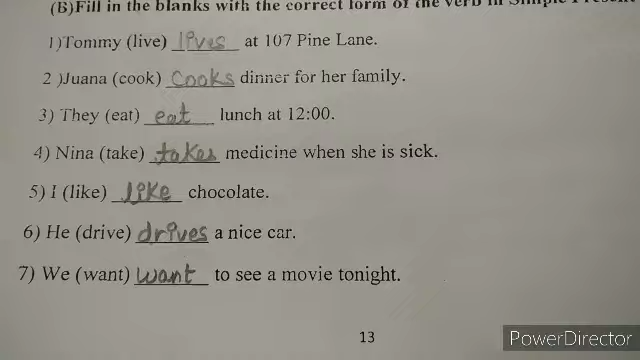 (B)Fill in the blanks with the correct form of the verb in Simple Present
1)Tommy (live) lives at 107 Pine Lane.
2 )Juana (cook) Cooks dinner for her family.
3) They (eat) eat lunch at 12:00.
4) Nina (take) takes medicine when she is sick.
5) I (like) like chocolate.
6) He (drive) drives a nice car.
7) We (want) want to see a movie tonight.
13
PowerDirector